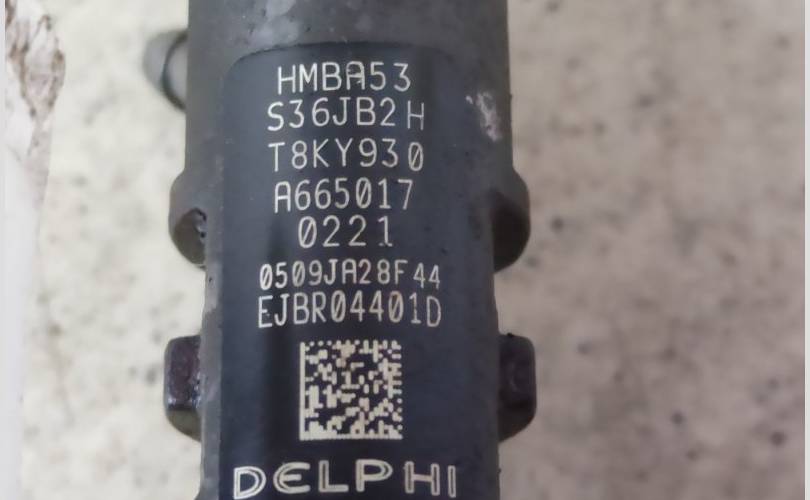 HMBA53
S36JB2H
T8KY930
A665017
0221
0509JA28F44
EJBR04401D
DELPHI